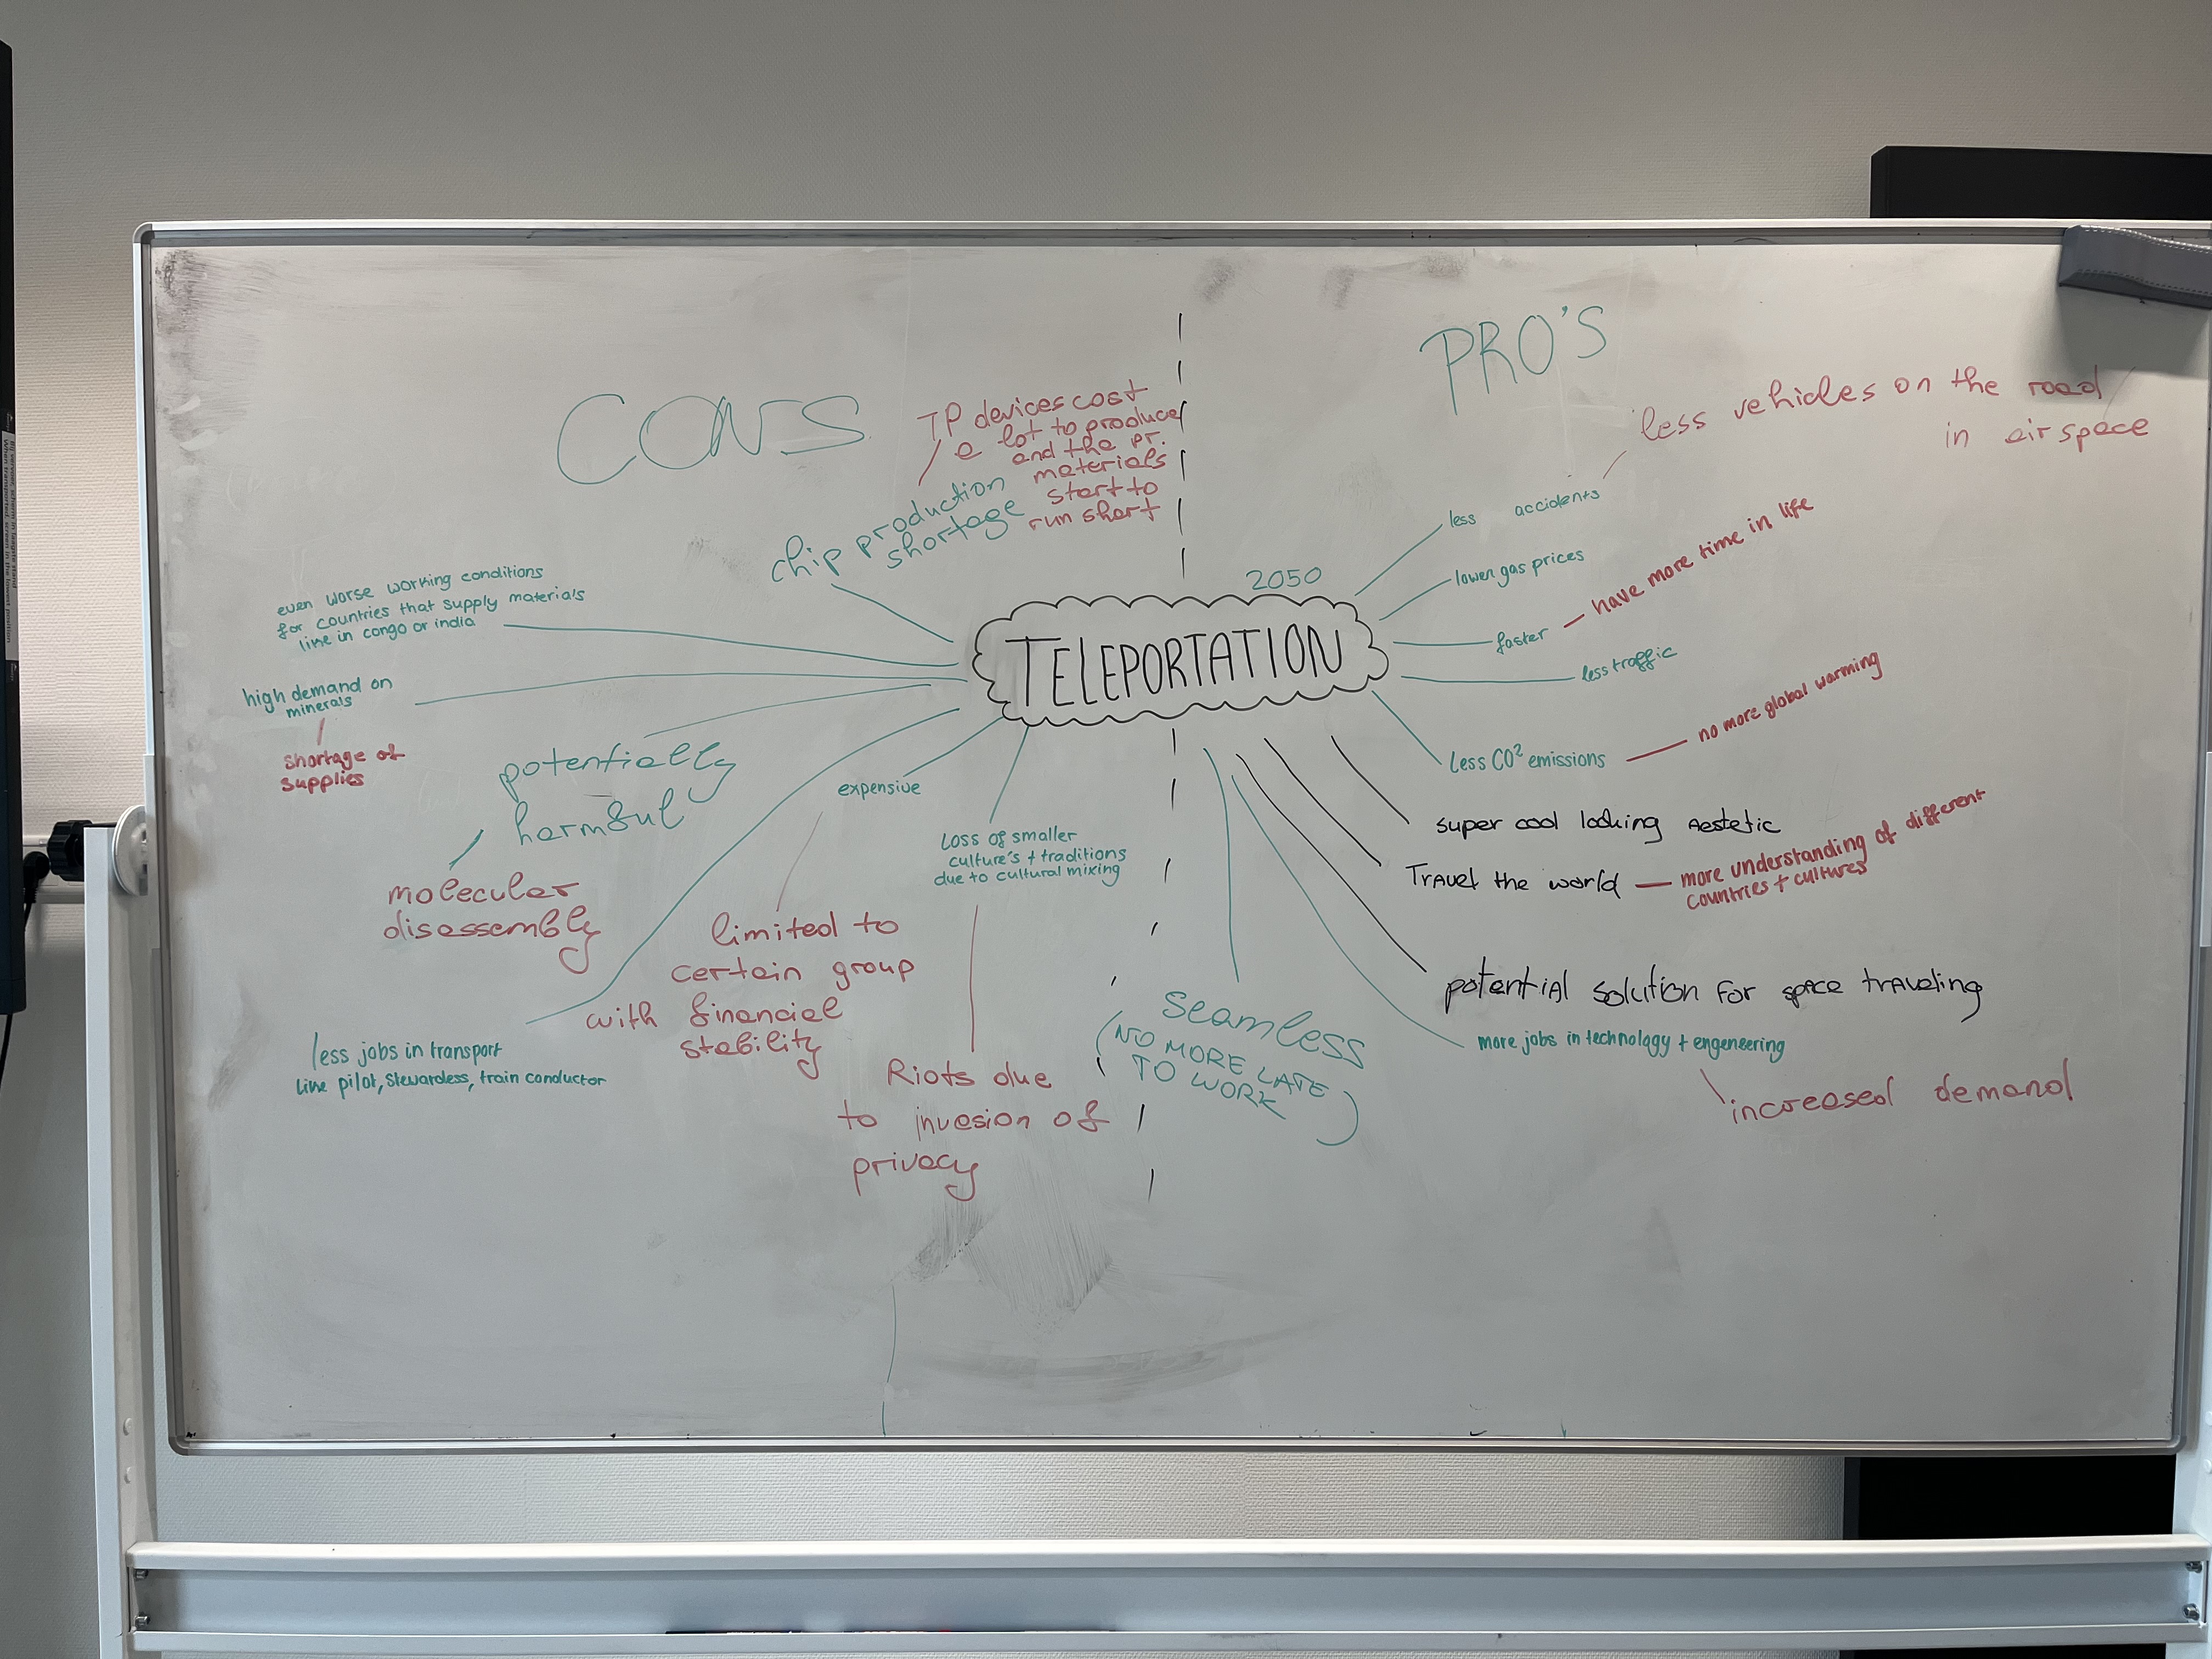 CONS
TP devices cost
a lot to produce
and the pr.
materials
start to
run short
chip production
shortage
even worse working conditions
for countries that supply materials
like in congo or india
high demand on
minerals
shortage of
supplies
potentially
harmful
molecular
disassembly
expensive
limited to
certain group
with financial
stability
Loss of smaller
culture's + traditions
due to cultural mixing
Riots due
to invasion of
privacy
less jobs in transport
like pilot, stewardess, train conductor
2050
TELEPORTATION
PRO'S
less vehicles on the road
in airspace
less accidents
lower gas prices
faster — have more time in life
less traffic
Less CO² emissions — no more global warming
super cool looking Aestetic
Travel the world — more understanding of different
countries + cultures
potential solution for space traveling
more jobs in technology + engeneering
increased demand
Seamless
(NO MORE LATE
TO WORK)